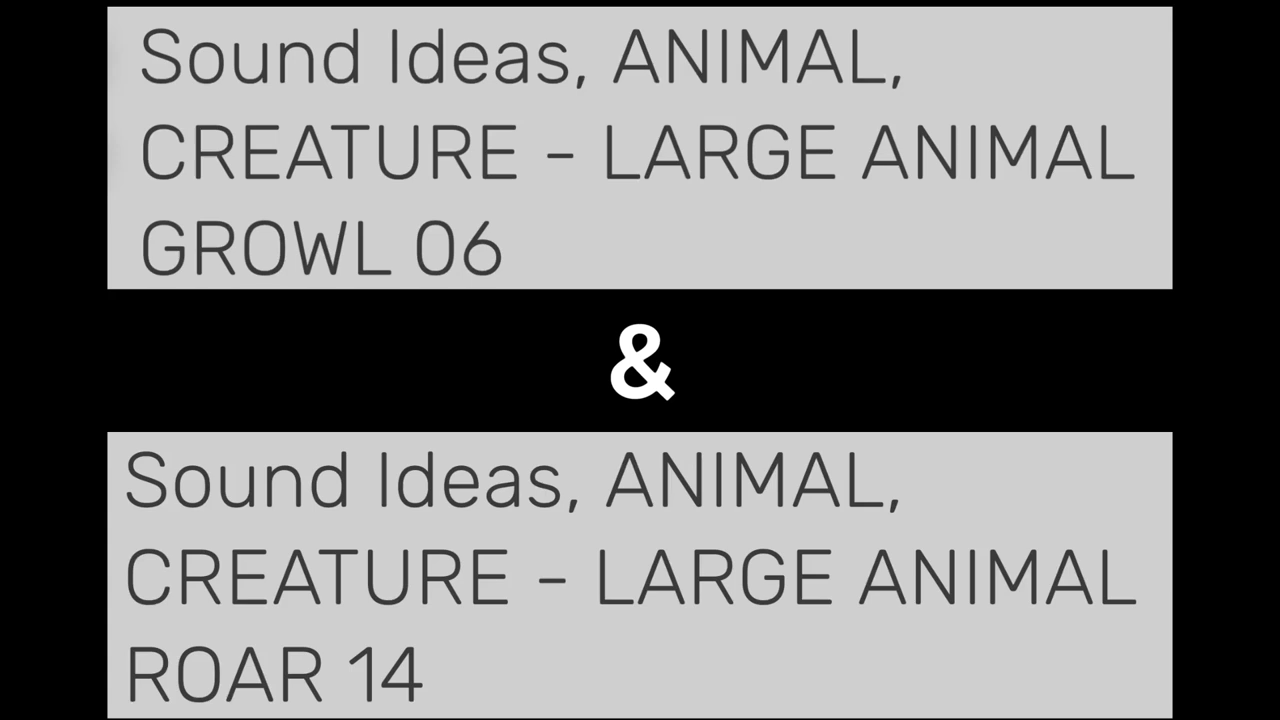 Sound Ideas, ANIMAL,
CREATURE - LARGE ANIMAL
GROWL 06
&
Sound Ideas, ANIMAL,
CREATURE - LARGE ANIMAL
ROAR 14